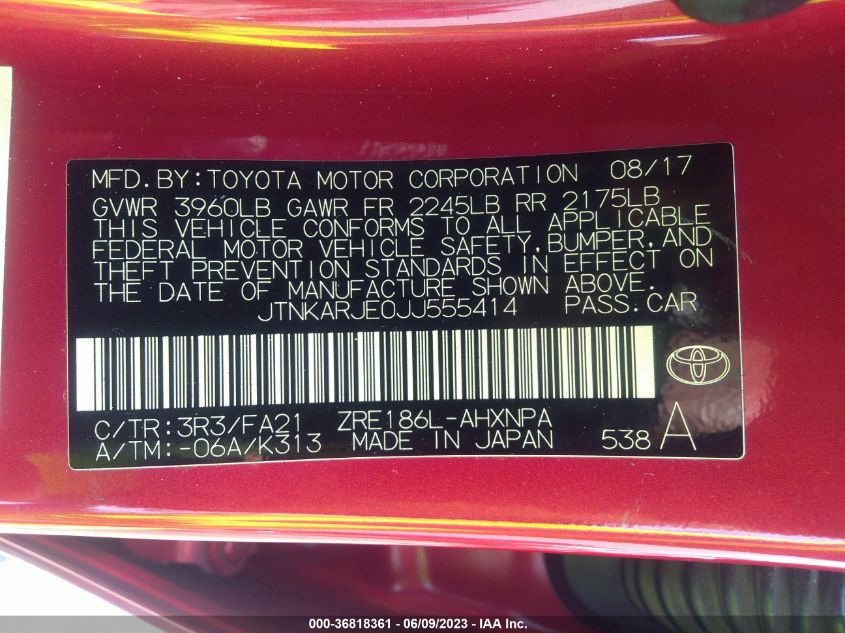 MFD.BY:TOYOTA MOTOR CORPORATION 08/17
GVWR 3960LB GAWR FR 2245LB RR 2175LB
THIS VEHICLE CONFORMS TO ALL APPLICABLE
FEDERAL MOTOR VEHICLE SAFETY,BUMPER,AND
THEFT PREVENTION STANDARDS IN EFFECT ON
THE DATE OF MANUFACTURE SHOWN ABOVE.
JTNKARJE0JJ555414 PASS.CAR
C/TR:3R3/FA21 ZRE186L-AHXNPA
A/TM:-06A/K313 MADE IN JAPAN 538 A
000-36818361 - 06/09/2023 - IAA Inc.